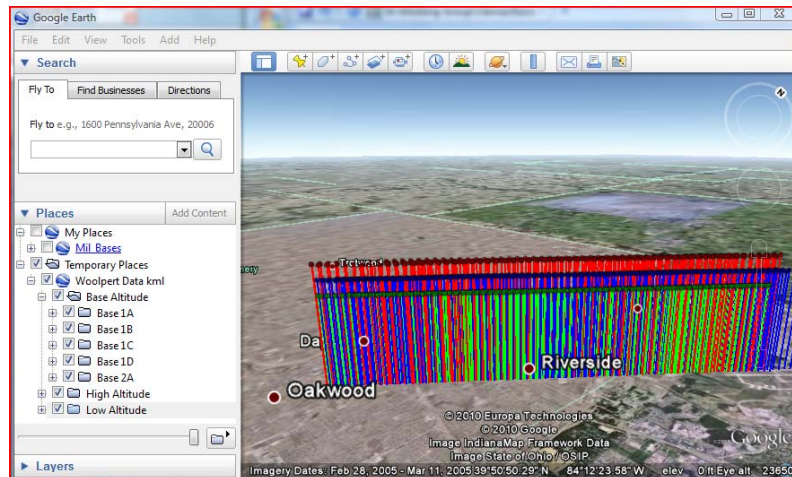 Google Earth
File Edit View Tools Add Help
Search
Fly To Find Businesses Directions
Fly to e.g., 1600 Pennsylvania Ave, 20006
Places Add Content
My Places
Mil_Bases
Temporary Places
Woolpert Data kml
Base Altitude
Base 1A
Base 1B
Base 1C
Base 1D
Base 2A
High Altitude
Low Altitude
Layers
N
Trotwood
Da
Riverside
Oakwood
© 2010 Europa Technologies
© 2010 Google
Image IndianaMap Framework Data
Image State of Ohio / OSIP
Google
Imagery Dates: Feb 28, 2005 - Mar 11, 2005 39°50'50.29" N 84°12'23.58" W elev 0 ft Eye alt 23650